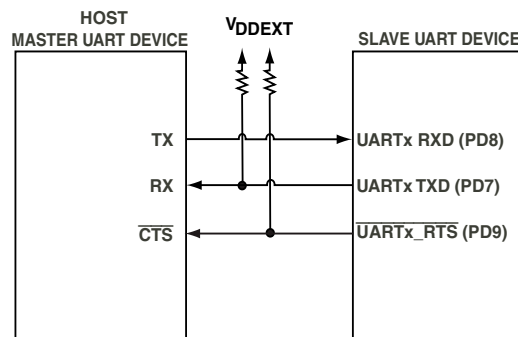 HOST
MASTER UART DEVICE
VDDEXT
SLAVE UART DEVICE
TX
UARTx RXD (PD8)
RX
UARTx TXD (PD7)
CTS
UARTx_RTS (PD9)